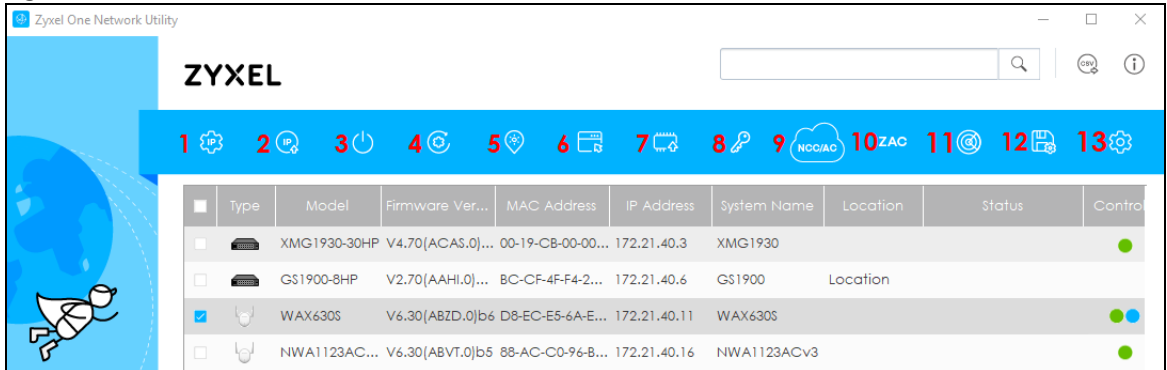 Zyxel One Network Utility
ZYXEL
CSV
1 IP 2 IP 3 4 5 6 7 8 9 NCC/AC 10 ZAC 11 12 13
Type Model Firmware Ver... MAC Address IP Address System Name Location Status Control
XMG1930-30HP V4.70(ACAS.0)... 00-19-CB-00-00... 172.21.40.3 XMG1930
GS1900-8HP V2.70(AAHI.0)... BC-CF-4F-F4-2... 172.21.40.6 GS1900 Location
WAX630S V6.30(ABZD.0)b6 D8-EC-E5-6A-E... 172.21.40.11 WAX630S
NWA1123AC... V6.30(ABVT.0)b5 88-AC-C0-96-B... 172.21.40.16 NWA1123ACv3